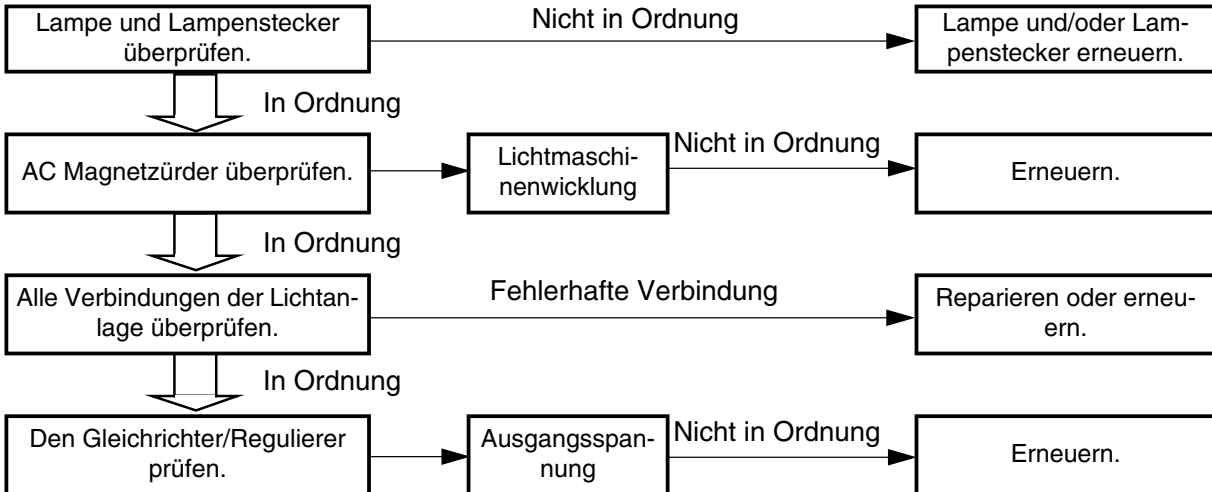 Lampe und Lampenstecker
überprüfen.
Nicht in Ordnung
Lampe und/oder Lam-
penstecker erneuern.
In Ordnung
AC Magnetzürder überprüfen.
Lichtmaschi-
nenwicklung
Nicht in Ordnung
Erneuern.
In Ordnung
Alle Verbindungen der Lichtan-
lage überprüfen.
Fehlerhafte Verbindung
Reparieren oder erneu-
ern.
In Ordnung
Den Gleichrichter/Regulierer
prüfen.
Ausgangsspan-
nung
Nicht in Ordnung
Erneuern.